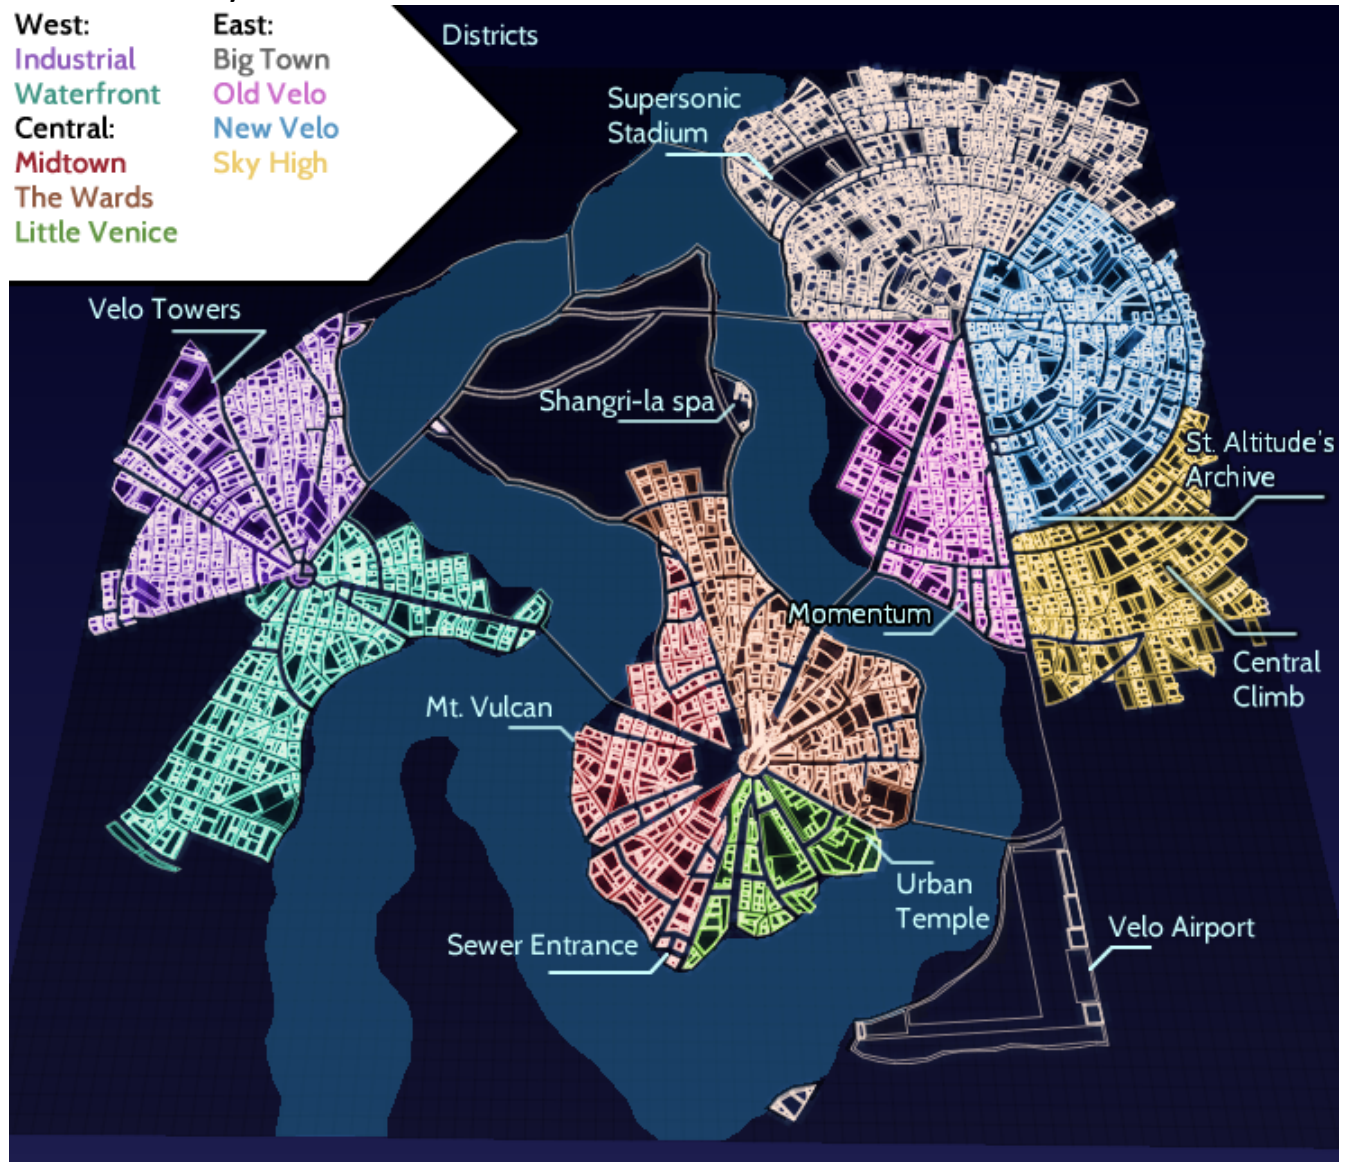 West:
Industrial
Waterfront
Central:
Midtown
The Wards
Little Venice
East:
Big Town
Old Velo
New Velo
Sky High
Districts
Supersonic
Stadium
Velo Towers
Shangri-la spa
St. Altitude's
Archive
Momentum
Central
Climb
Mt. Vulcan
Urban
Temple
Sewer Entrance
Velo Airport